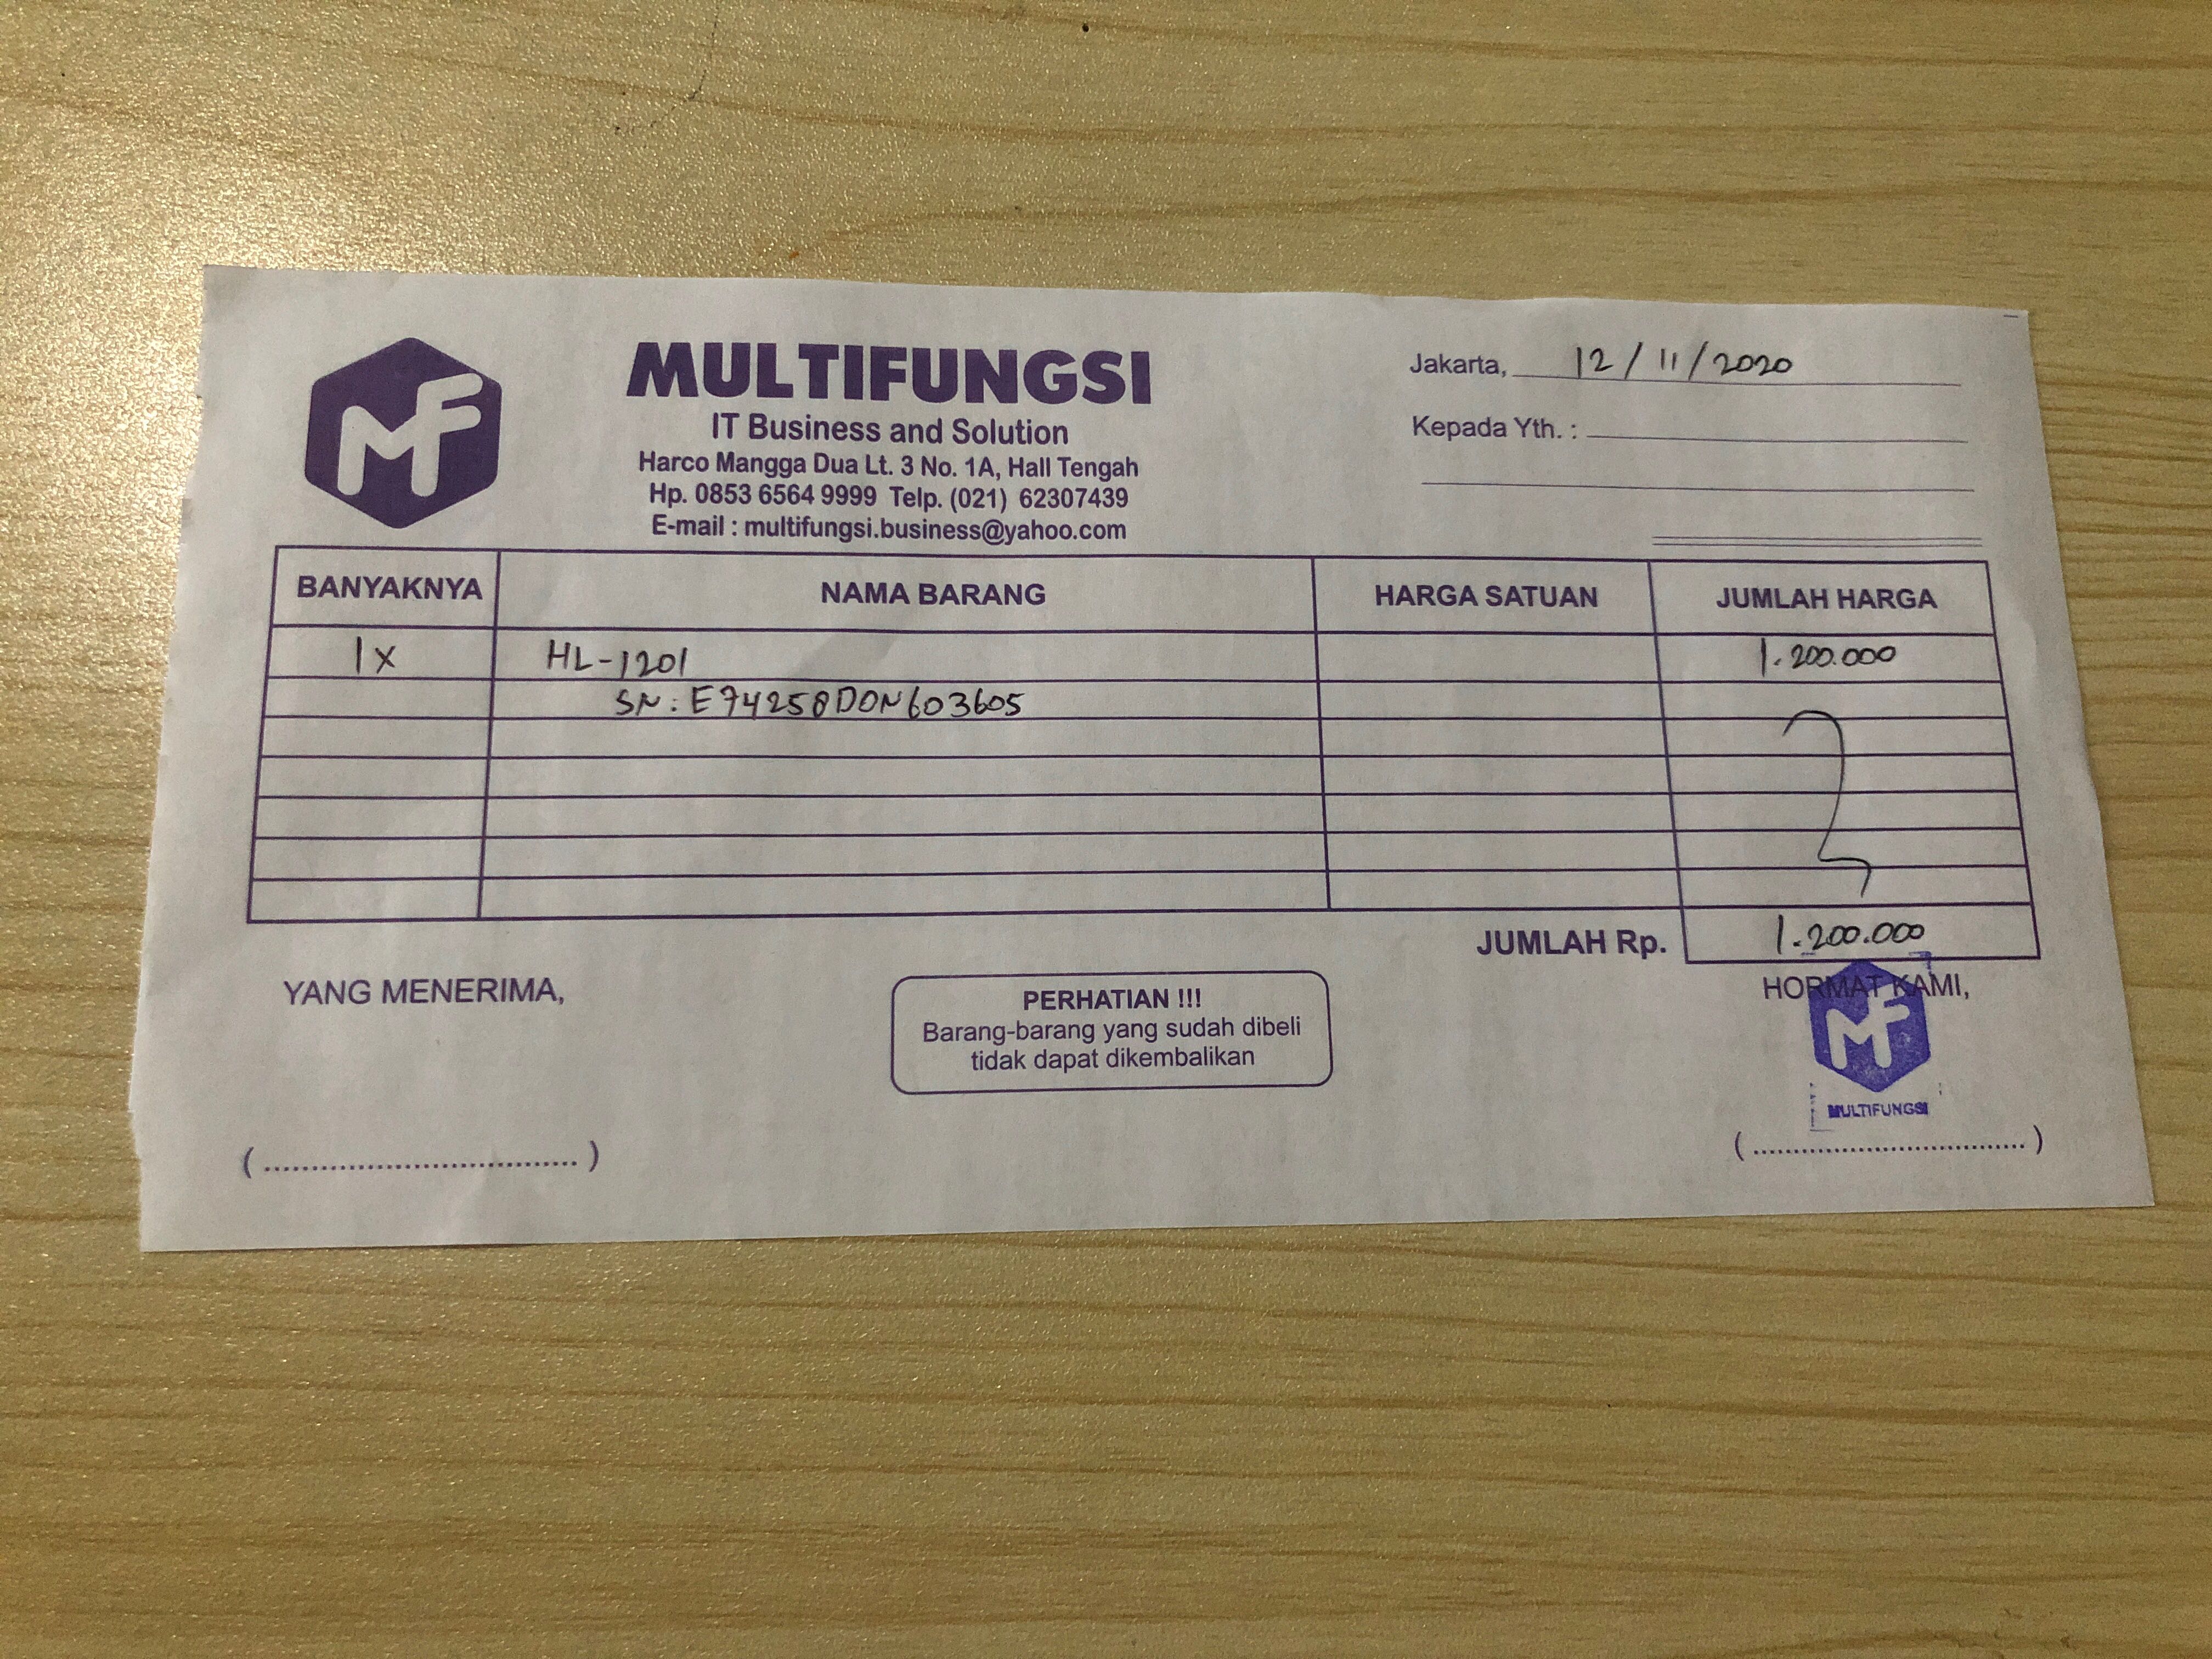 MF
MULTIFUNGSI
IT Business and Solution
Harco Mangga Dua Lt. 3 No. 1A, Hall Tengah
Hp. 0853 6564 9999 Telp. (021) 62307439
E-mail : multifungsi.business@yahoo.com
Jakarta, 12/11/2020
Kepada Yth. :
BANYAKNYA NAMA BARANG HARGA SATUAN JUMLAH HARGA
1x HL-1201 1.200.000
SN: E74258D0N603605
JUMLAH Rp. 1.200.000
YANG MENERIMA,
PERHATIAN !!!
Barang-barang yang sudah dibeli
tidak dapat dikembalikan
HORMAT KAMI,
MF
MULTIFUNGSI
(..................................)
(..................................)